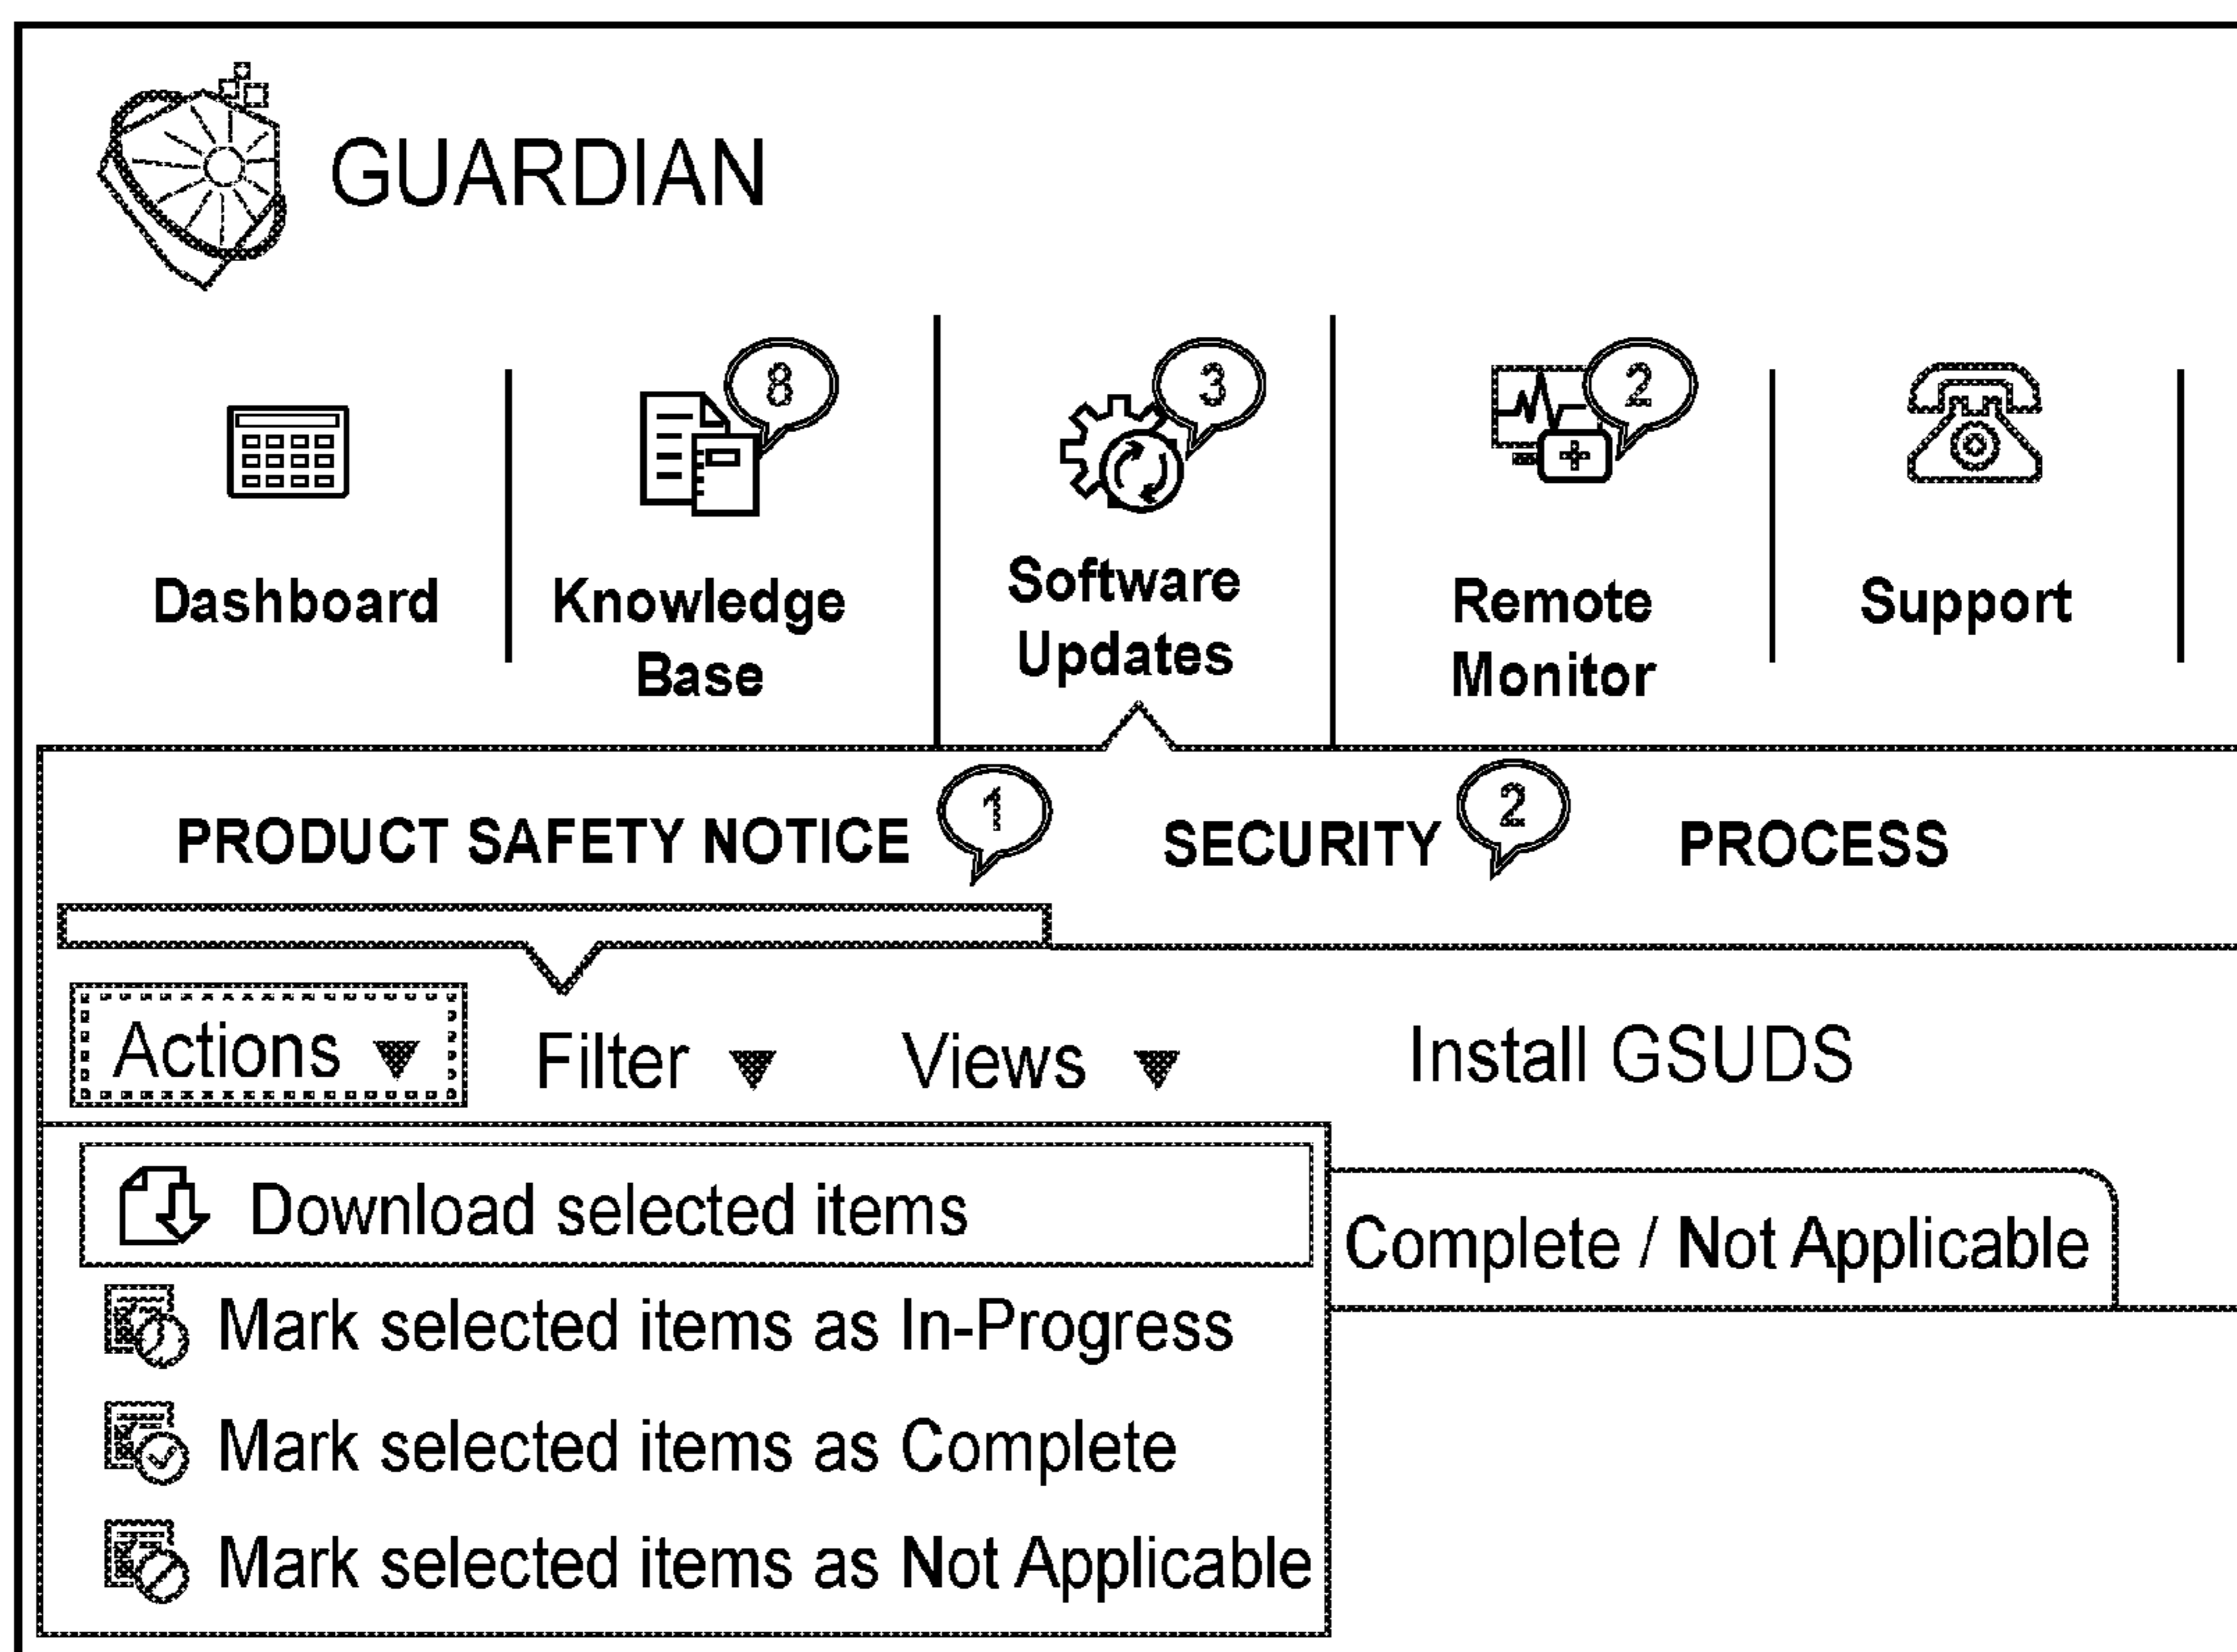 GUARDIAN
8
3
2
Dashboard
Knowledge
Base
Software
Updates
Remote
Monitor
Support
PRODUCT SAFETY NOTICE 1 SECURITY 2 PROCESS
Actions Filter Views Install GSUDS
Download selected items
Complete / Not Applicable
Mark selected items as In-Progress
Mark selected items as Complete
Mark selected items as Not Applicable